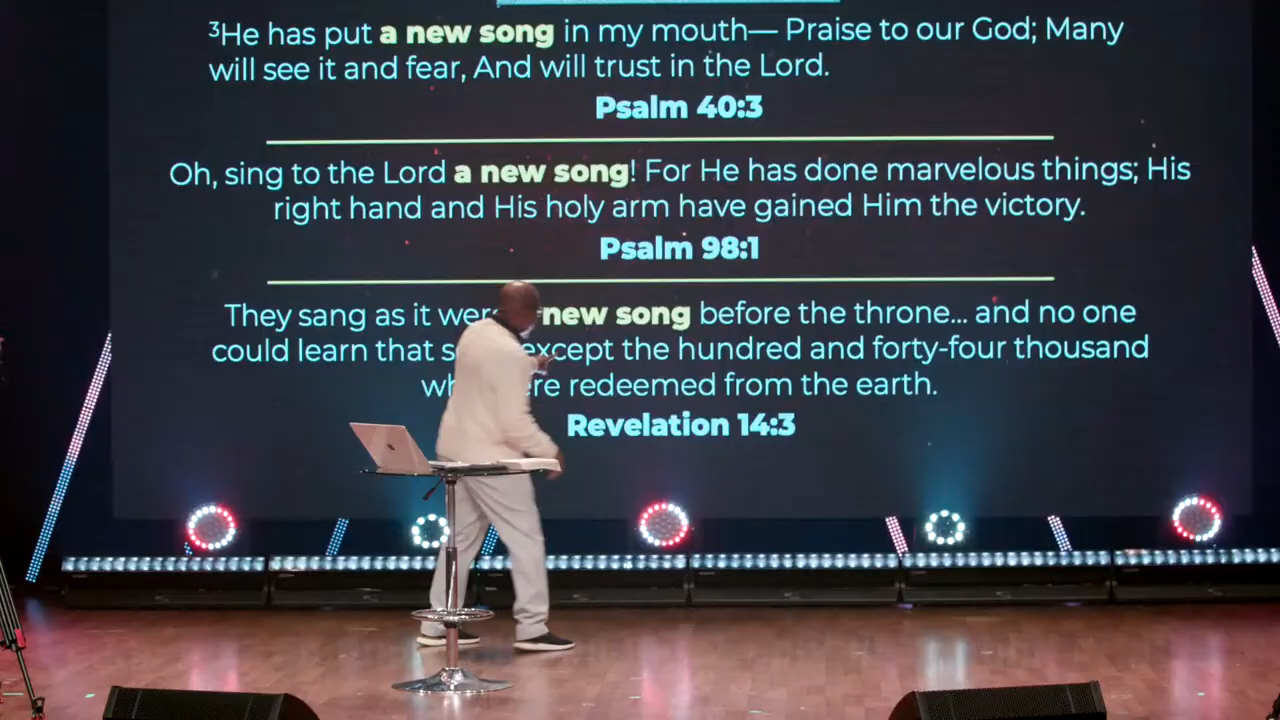 ³He has put a new song in my mouth— Praise to our God; Many
will see it and fear, And will trust in the Lord.
Psalm 40:3
Oh, sing to the Lord a new song! For He has done marvelous things; His
right hand and His holy arm have gained Him the victory.
Psalm 98:1
They sang as it were new song before the throne... and no one
could learn that except the hundred and forty-four thousand
redeemed from the earth.
Revelation 14:3